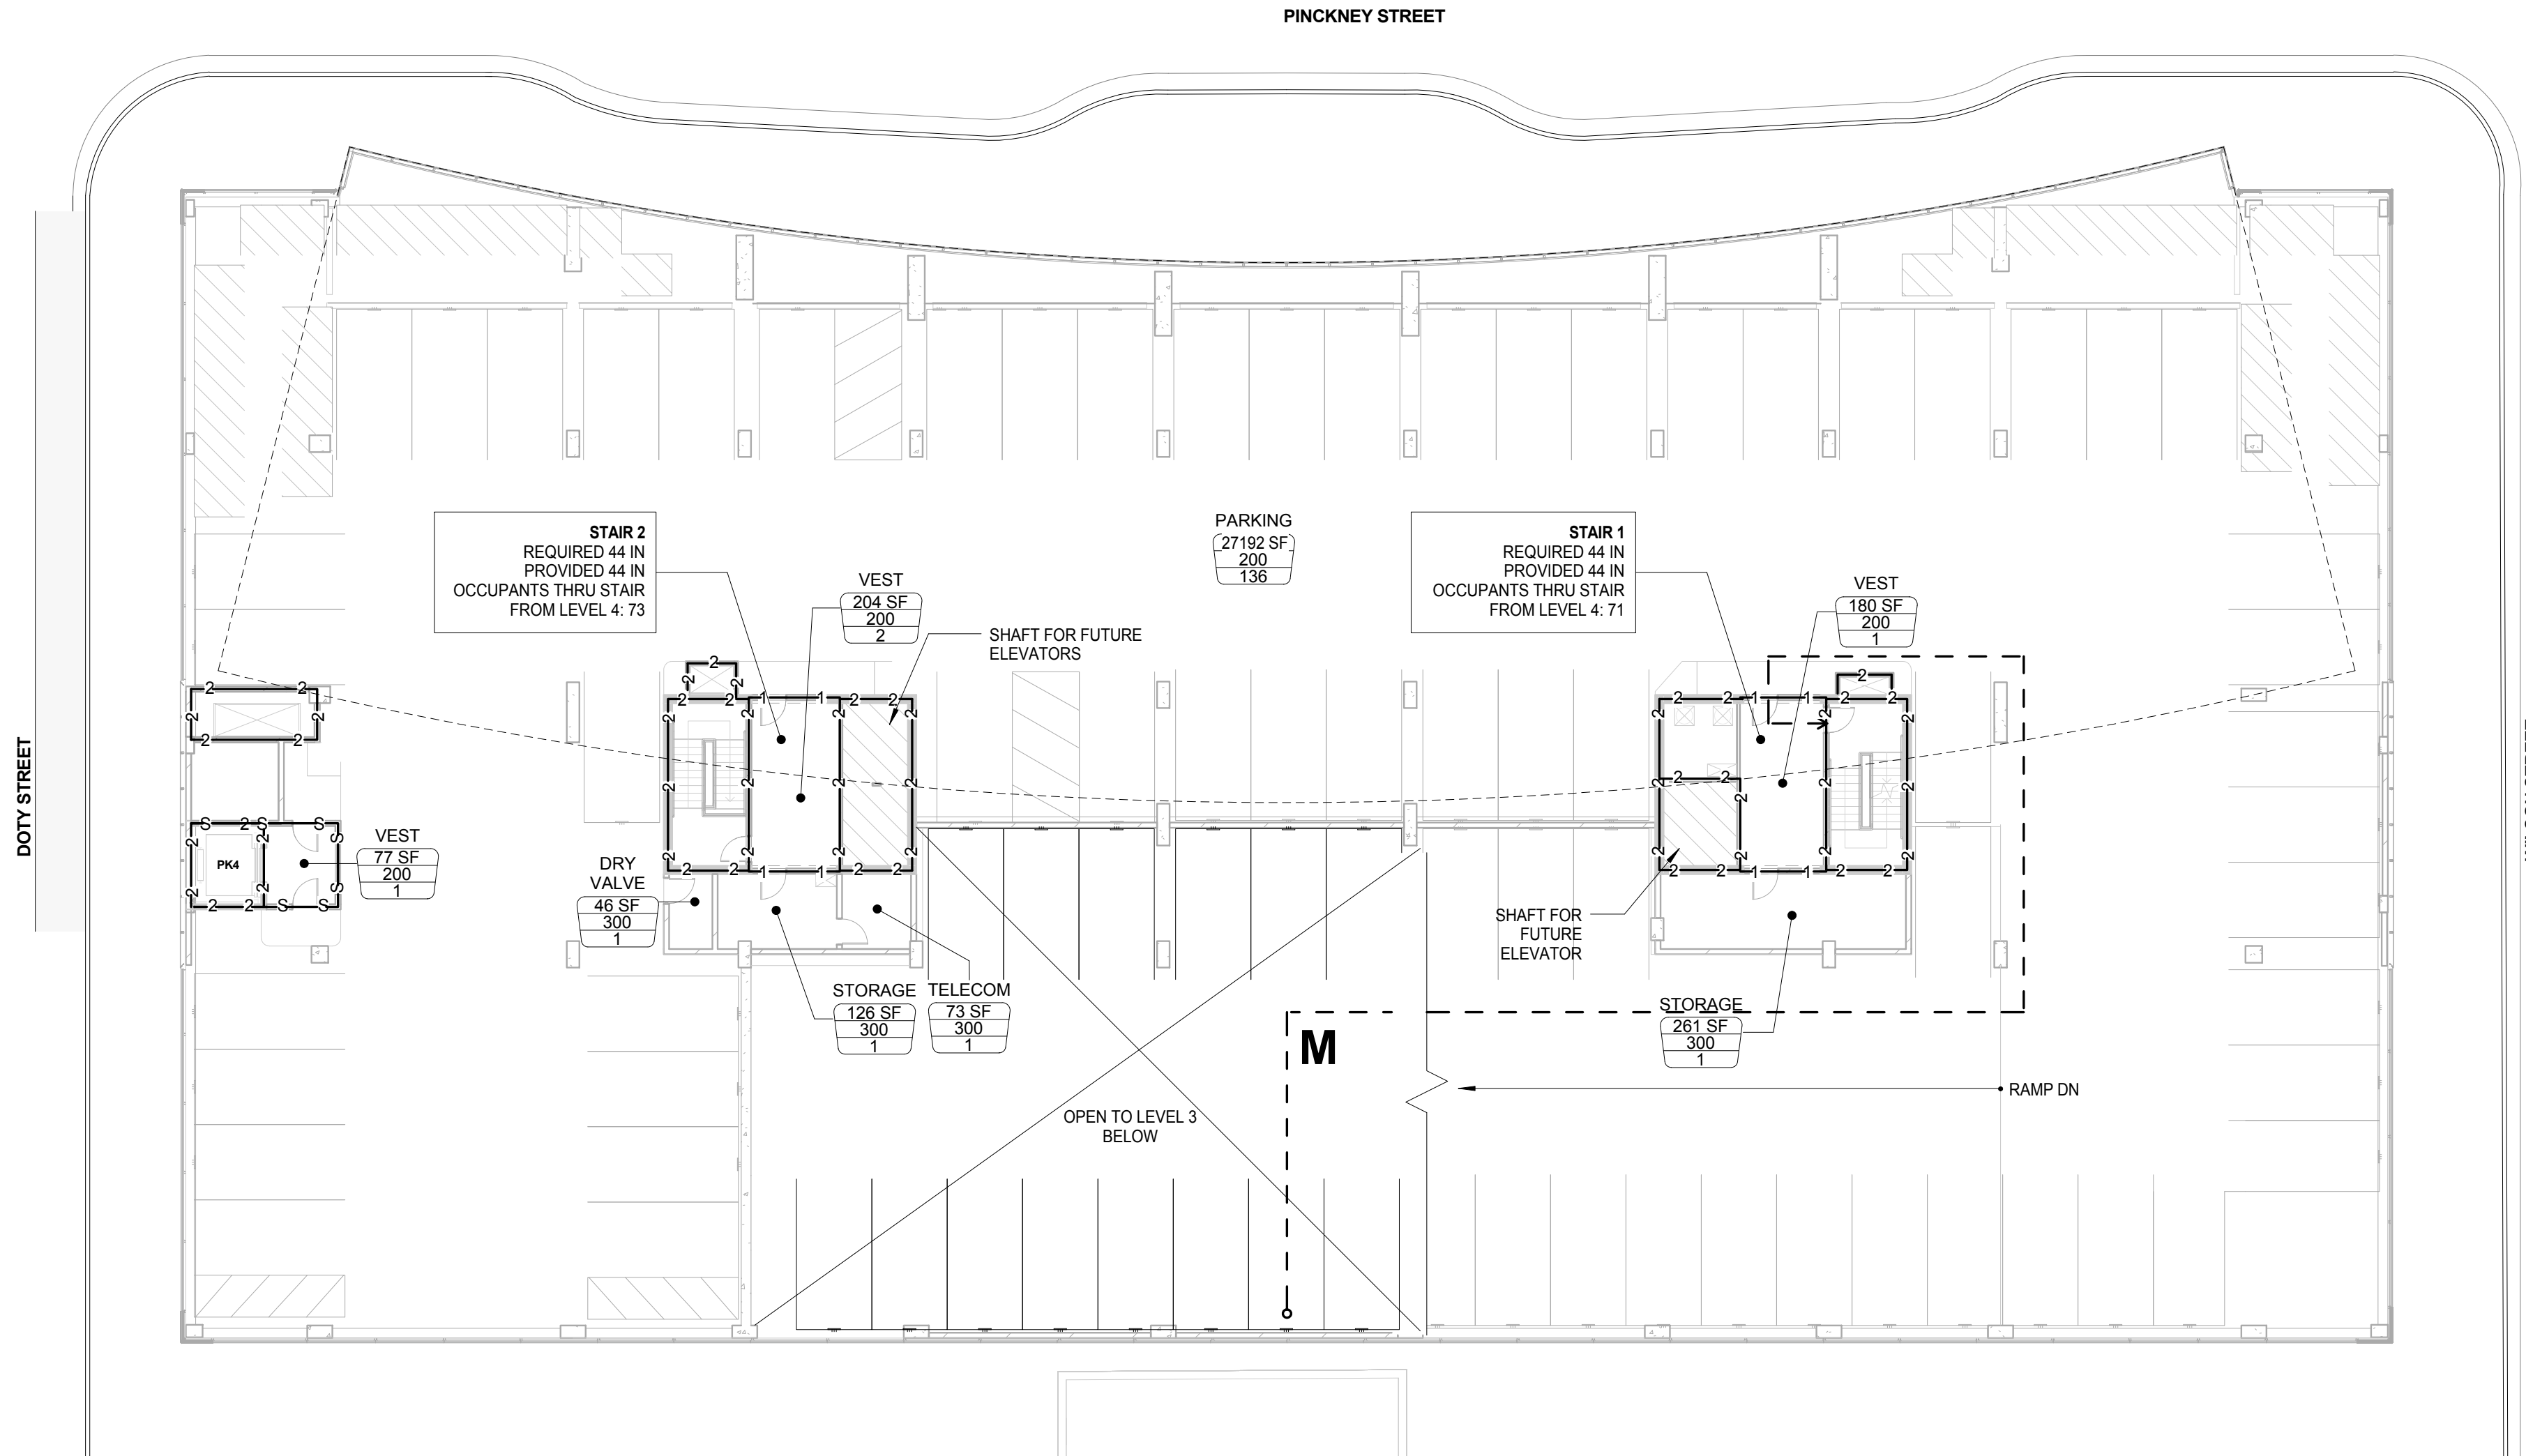 PINCKNEY STREET
STAIR 2
REQUIRED 44 IN
PROVIDED 44 IN
OCCUPANTS THRU STAIR
FROM LEVEL 4: 73
VEST
204 SF
200
2
SHAFT FOR FUTURE
ELEVATORS
PARKING
27192 SF
200
136
STAIR 1
REQUIRED 44 IN
PROVIDED 44 IN
OCCUPANTS THRU STAIR
FROM LEVEL 4: 71
VEST
180 SF
200
1
DOTY STREET
PK4
VEST
77 SF
200
1
DRY
VALVE
46 SF
300
1
STORAGE
126 SF
300
1
TELECOM
73 SF
300
1
SHAFT FOR
FUTURE
ELEVATOR
STORAGE
261 SF
300
1
M
OPEN TO LEVEL 3
BELOW
RAMP DN